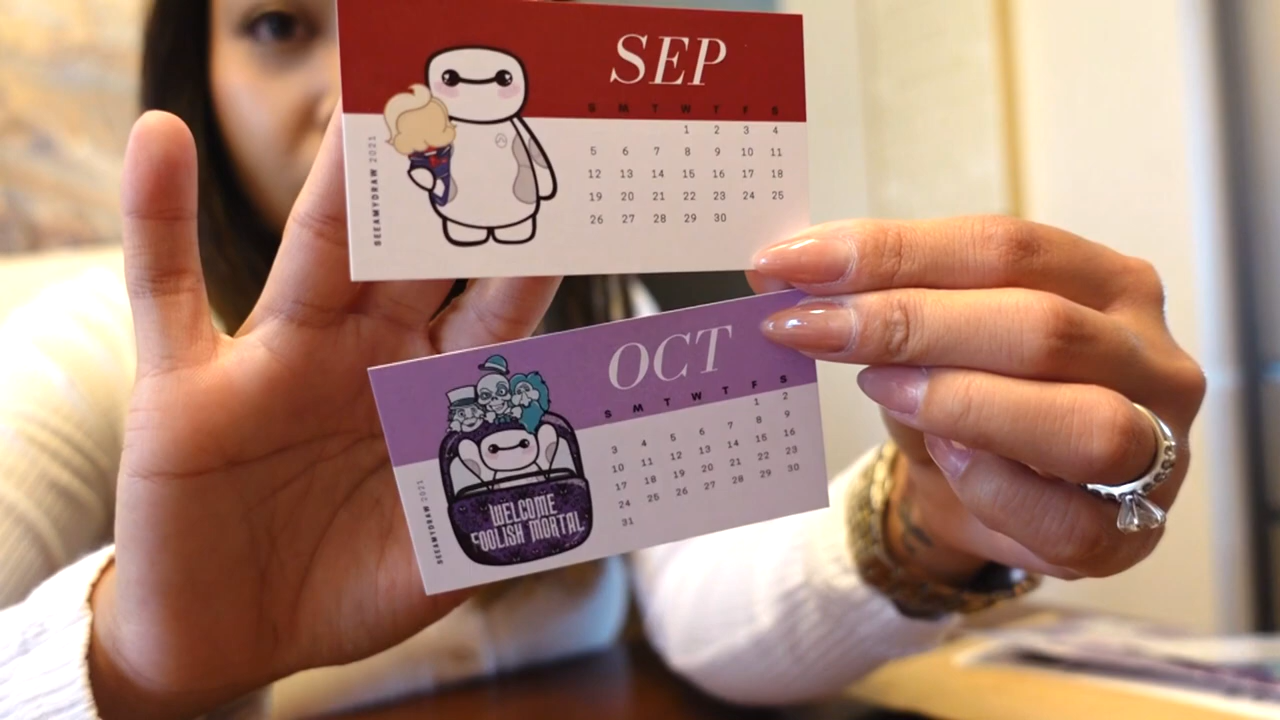 SEP
S M T W T F S
1 2 3 4
5 6 7 8 9 10 11
12 13 14 15 16 17 18
19 20 21 22 23 24 25
26 27 28 29 30
SEEAMYDRAW 2021
OCT
S M T W T F S
1 2
3 4 5 6 7 8 9
10 11 12 13 14 15 16
17 18 19 20 21 22 23
24 25 26 27 28 29 30
31
WELCOME
FOOLISH MORTAL
SEEAMYDRAW 2021